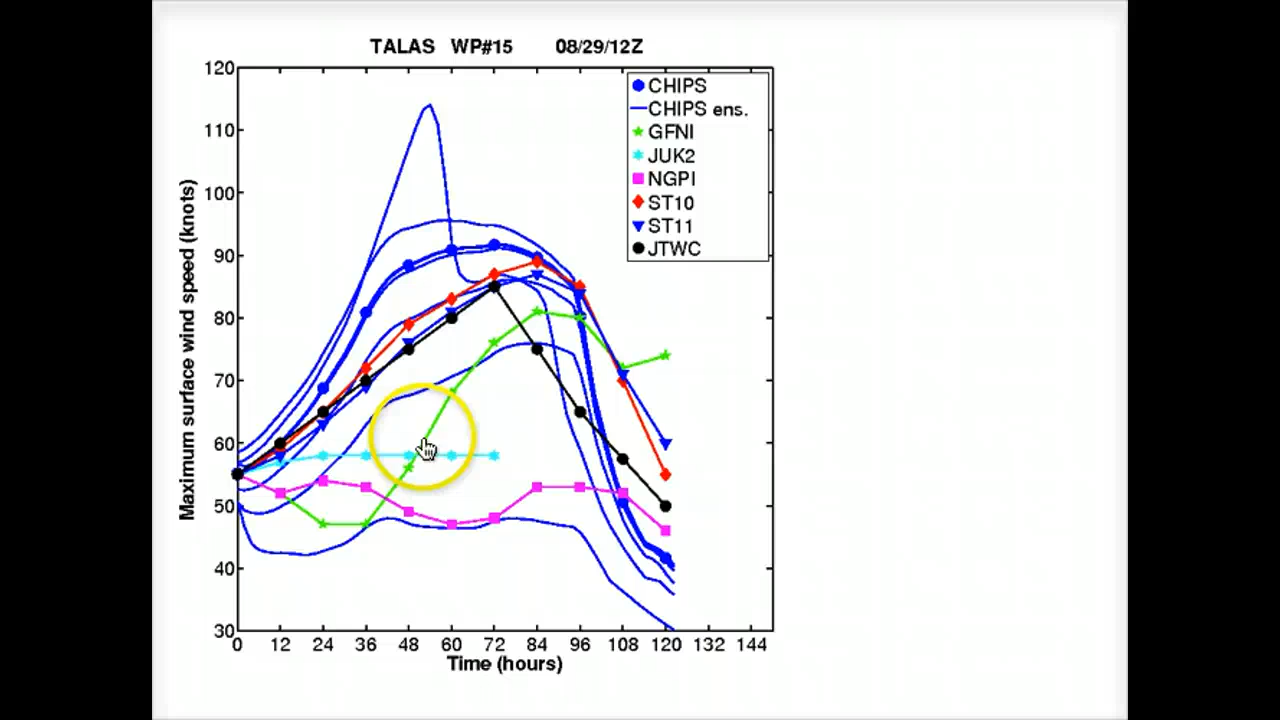 TALAS WP#15 08/29/12Z
120
110
100
90
80
70
60
50
40
30
Maximum surface wind speed (knots)
CHIPS
CHIPS ens.
GFNI
JUK2
NGPI
ST10
ST11
JTWC
0 12 24 36 48 60 72 84 96 108 120 132 144
Time (hours)